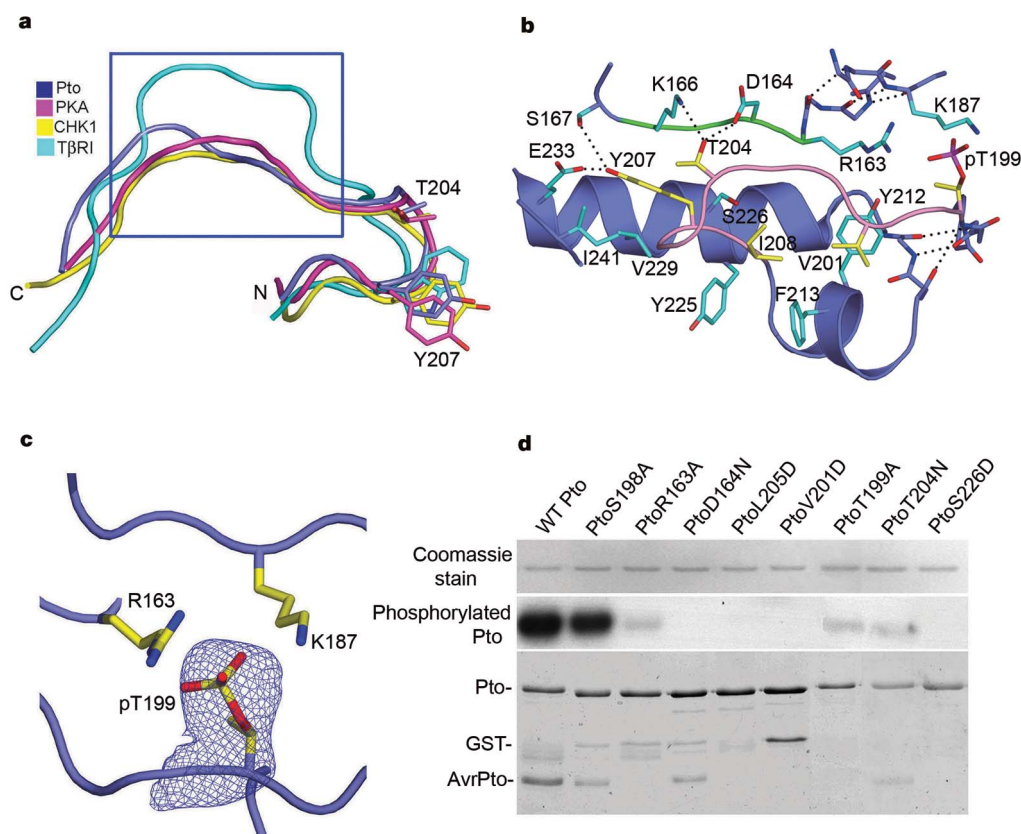 a
Pto
PKA
CHK1
TβRI
T204
C
N
Y207
b
K166
D164
S167
K187
E233
Y207
T204
R163
pT199
Y212
S226
I208
I241
V229
V201
Y225
F213
c
R163
K187
pT199
d
WT Pto
PtoS198A
PtoR163A
PtoD164N
PtoL205D
PtoV201D
PtoT199A
PtoT204N
PtoS226D
Coomassie
stain
Phosphorylated
Pto
Pto-
GST-
AvrPto-